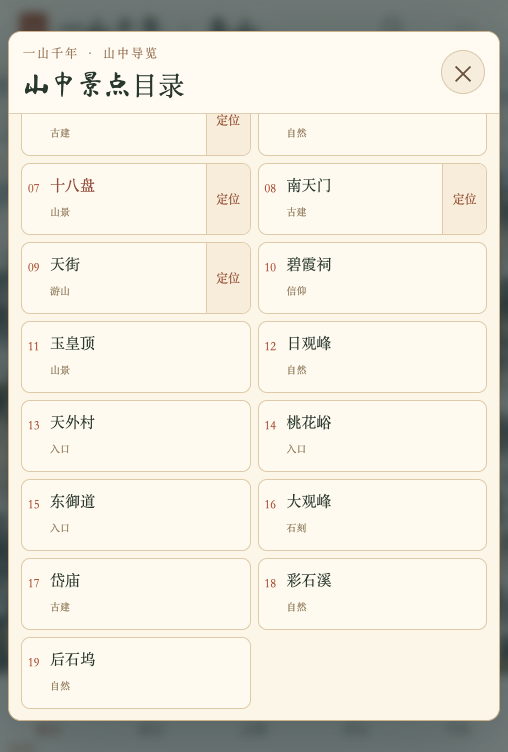 一山千年 · 山中导览
山中景点目录
古建
定位
自然
07 十八盘
山景
定位
08 南天门
古建
定位
09 天街
游山
定位
10 碧霞祠
信仰
11 玉皇顶
山景
12 日观峰
自然
13 天外村
入口
14 桃花峪
入口
15 东御道
入口
16 大观峰
石刻
17 岱庙
古建
18 彩石溪
自然
19 后石坞
自然